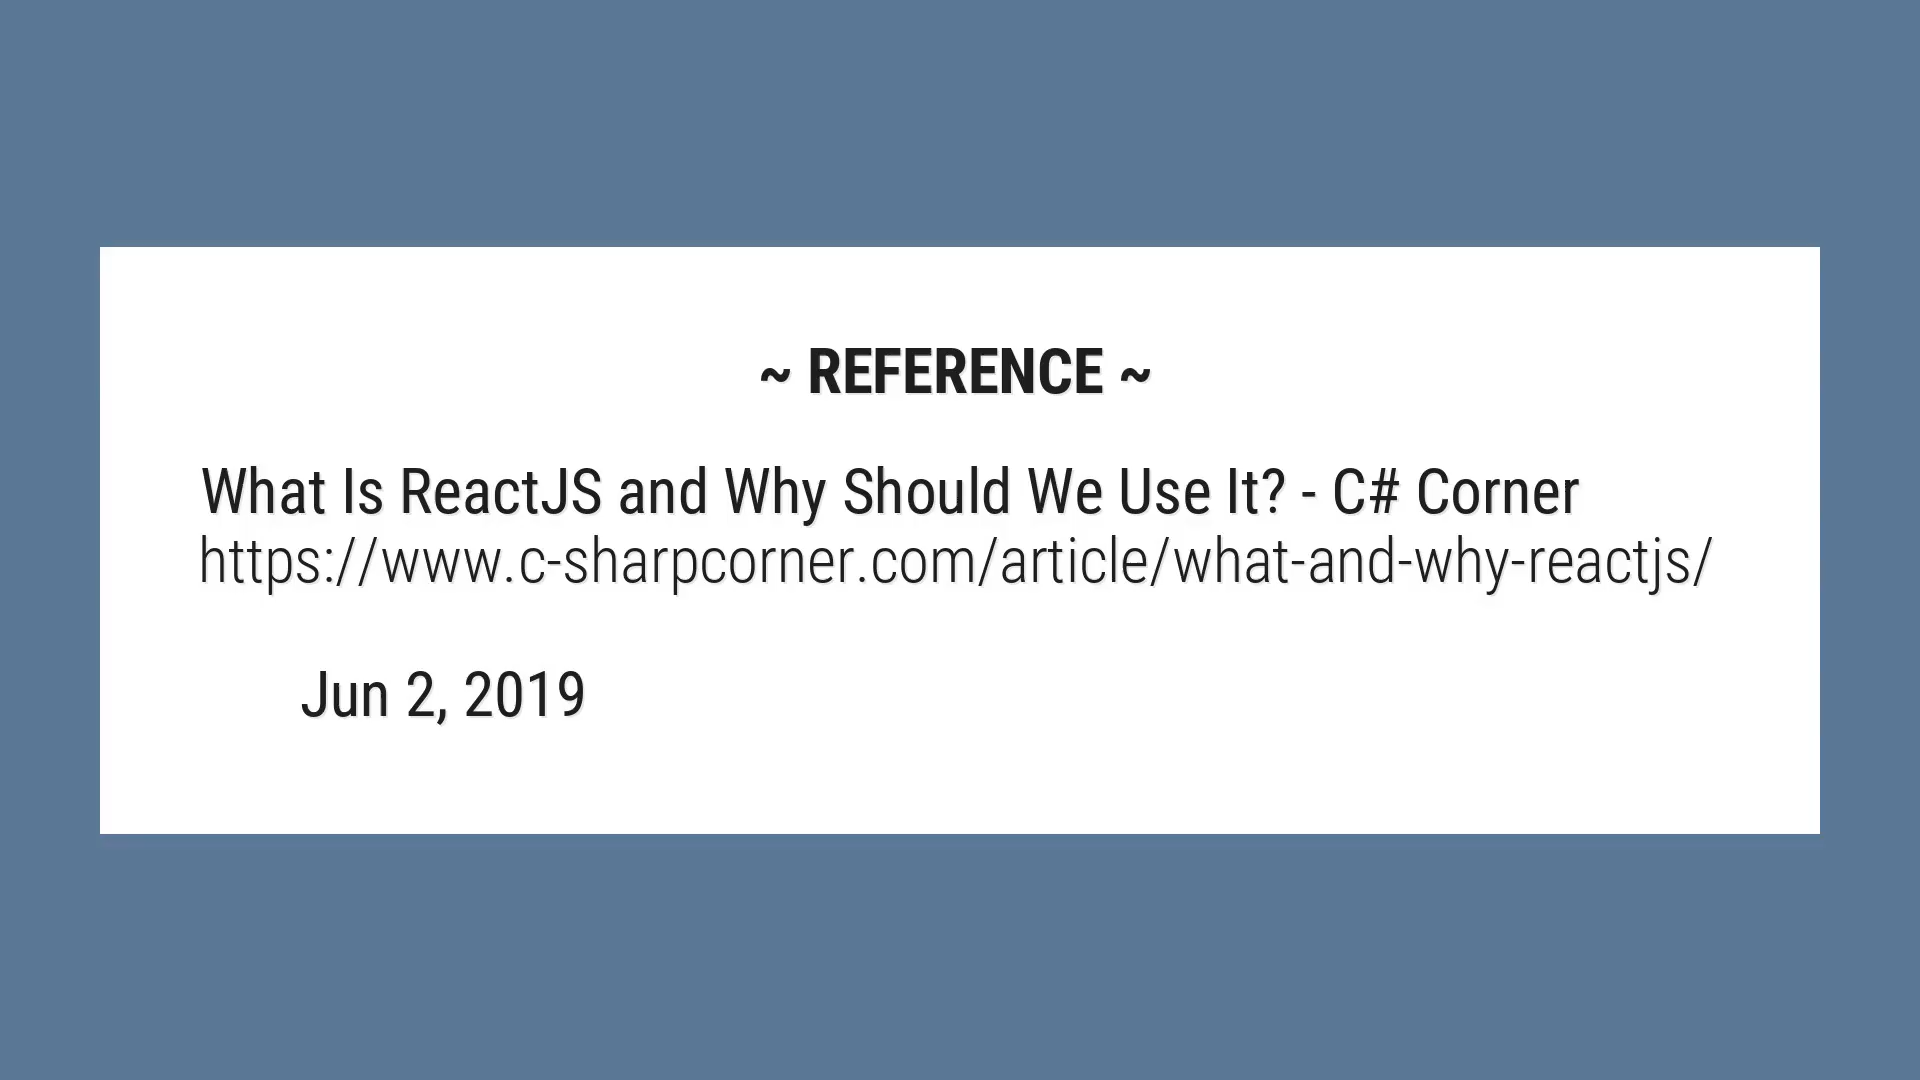 ~ REFERENCE ~
What Is ReactJS and Why Should We Use It? - C# Corner
https://www.c-sharpcorner.com/article/what-and-why-reactjs/
Jun 2, 2019